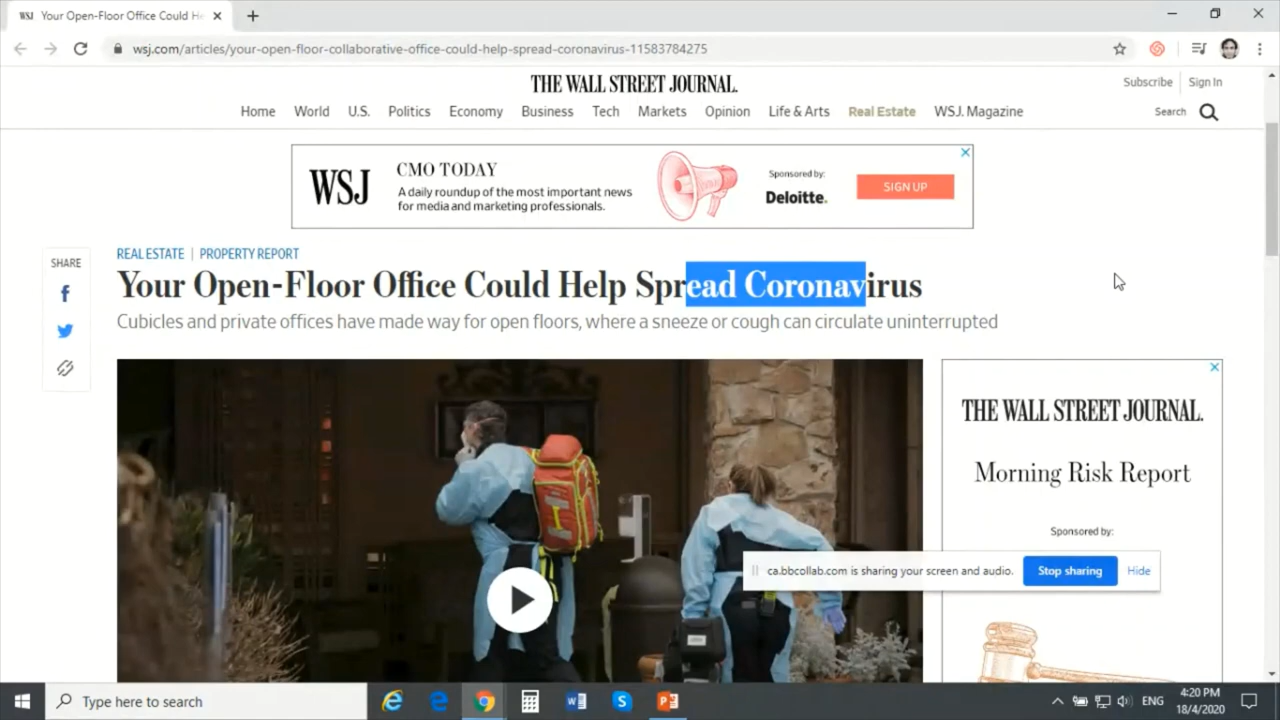 WSJ Your Open-Floor Office Could He
wsj.com/articles/your-open-floor-collaborative-office-could-help-spread-coronavirus-11583784275
THE WALL STREET JOURNAL.
Subscribe Sign In
Home World U.S. Politics Economy Business Tech Markets Opinion Life & Arts Real Estate WSJ. Magazine
Search
WSJ
CMO TODAY
A daily roundup of the most important news
for media and marketing professionals.
Sponsored by:
Deloitte.
SIGN UP
SHARE
REAL ESTATE | PROPERTY REPORT
Your Open-Floor Office Could Help Spread Coronavirus
Cubicles and private offices have made way for open floors, where a sneeze or cough can circulate uninterrupted
THE WALL STREET JOURNAL.
Morning Risk Report
Sponsored by:
ca.bbcollab.com is sharing your screen and audio. Stop sharing Hide
Type here to search
ENG
4:20 PM
18/4/2020